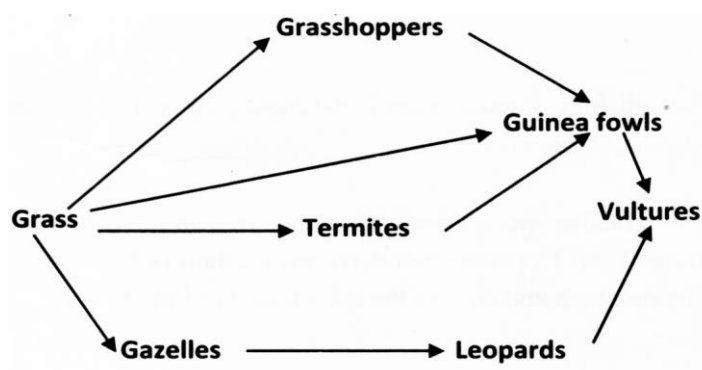 Grasshoppers
Guinea fowls
Vultures
Grass
Termites
Gazelles
Leopards